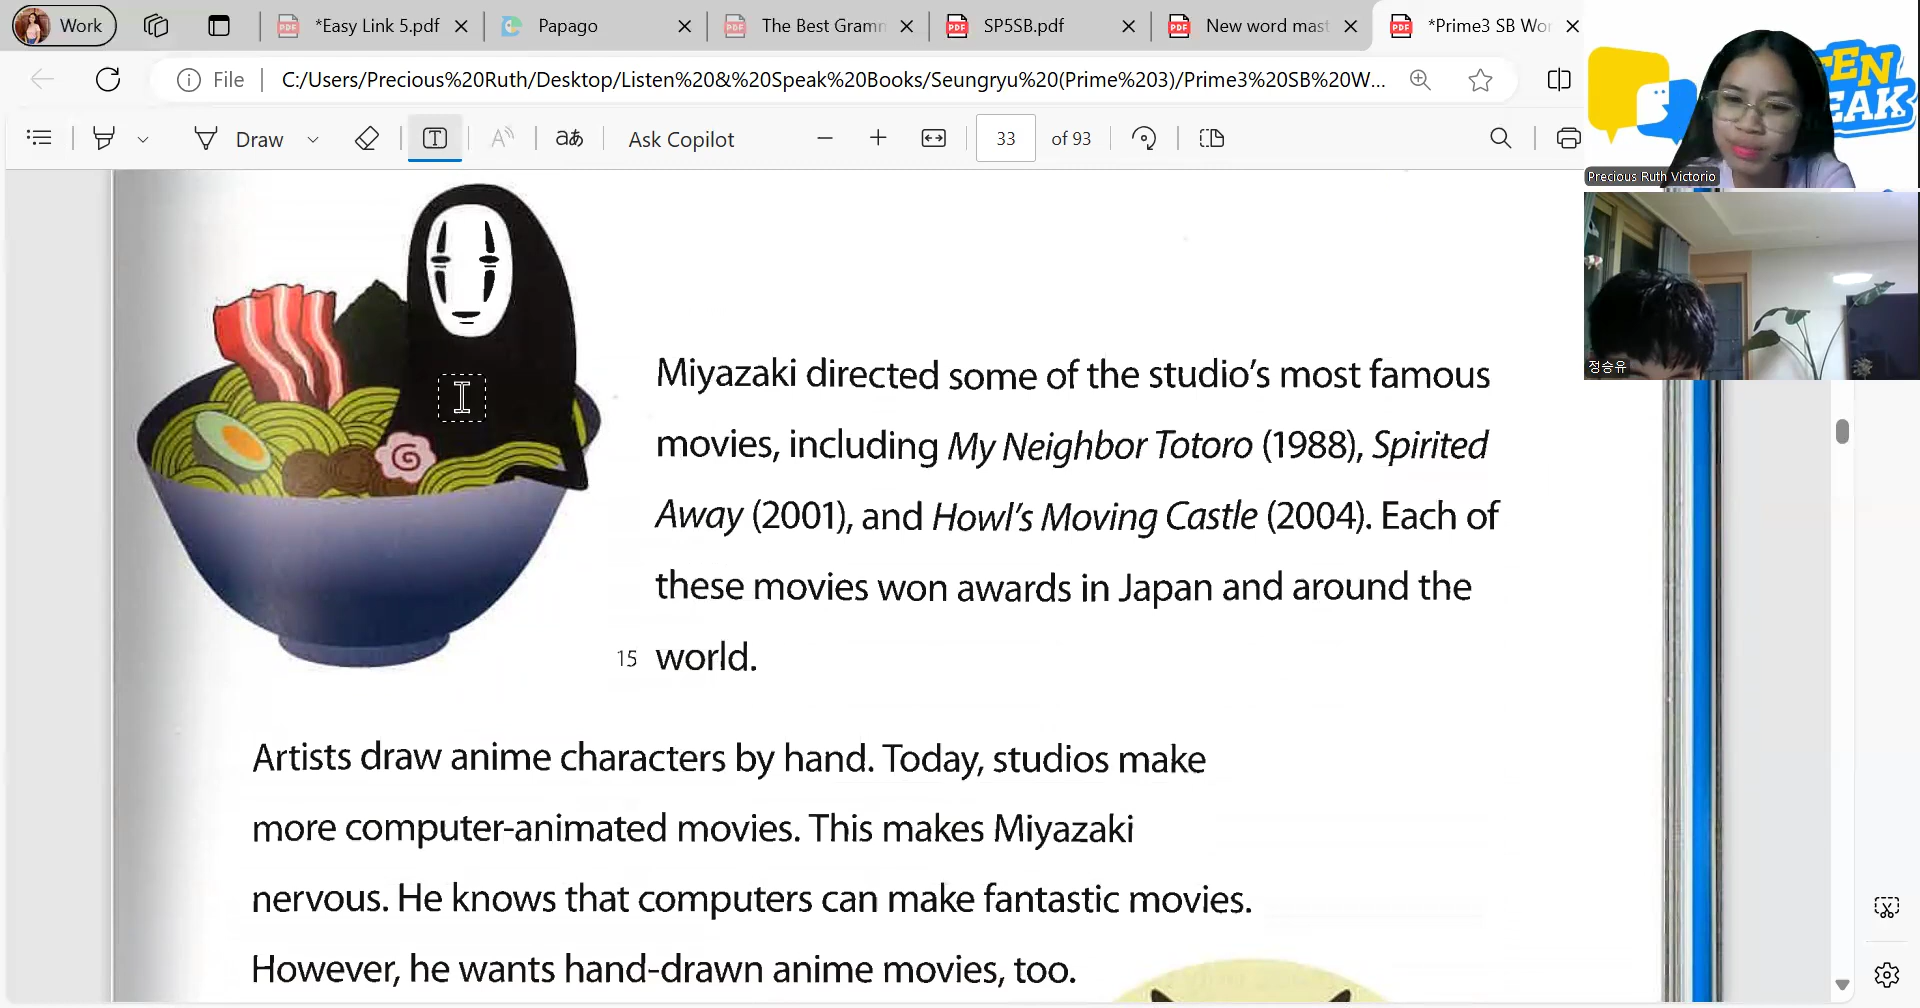 Work
*Easy Link 5.pdf
Papago
The Best Gramm
SP5SB.pdf
New word mast
*Prime3 SB Wor
File
C:/Users/Precious%20Ruth/Desktop/Listen%20&%20Speak%20Books/Seungryu%20(Prime%203)/Prime3%20SB%20W...
Draw
Ask Copilot
33
of 93
EN
EAK
Precious Ruth Victorio
정승유
Miyazaki directed some of the studio's most famous
movies, including My Neighbor Totoro (1988), Spirited
Away (2001), and Howl's Moving Castle (2004). Each of
these movies won awards in Japan and around the
15 world.
Artists draw anime characters by hand. Today, studios make
more computer-animated movies. This makes Miyazaki
nervous. He knows that computers can make fantastic movies.
However, he wants hand-drawn anime movies, too.